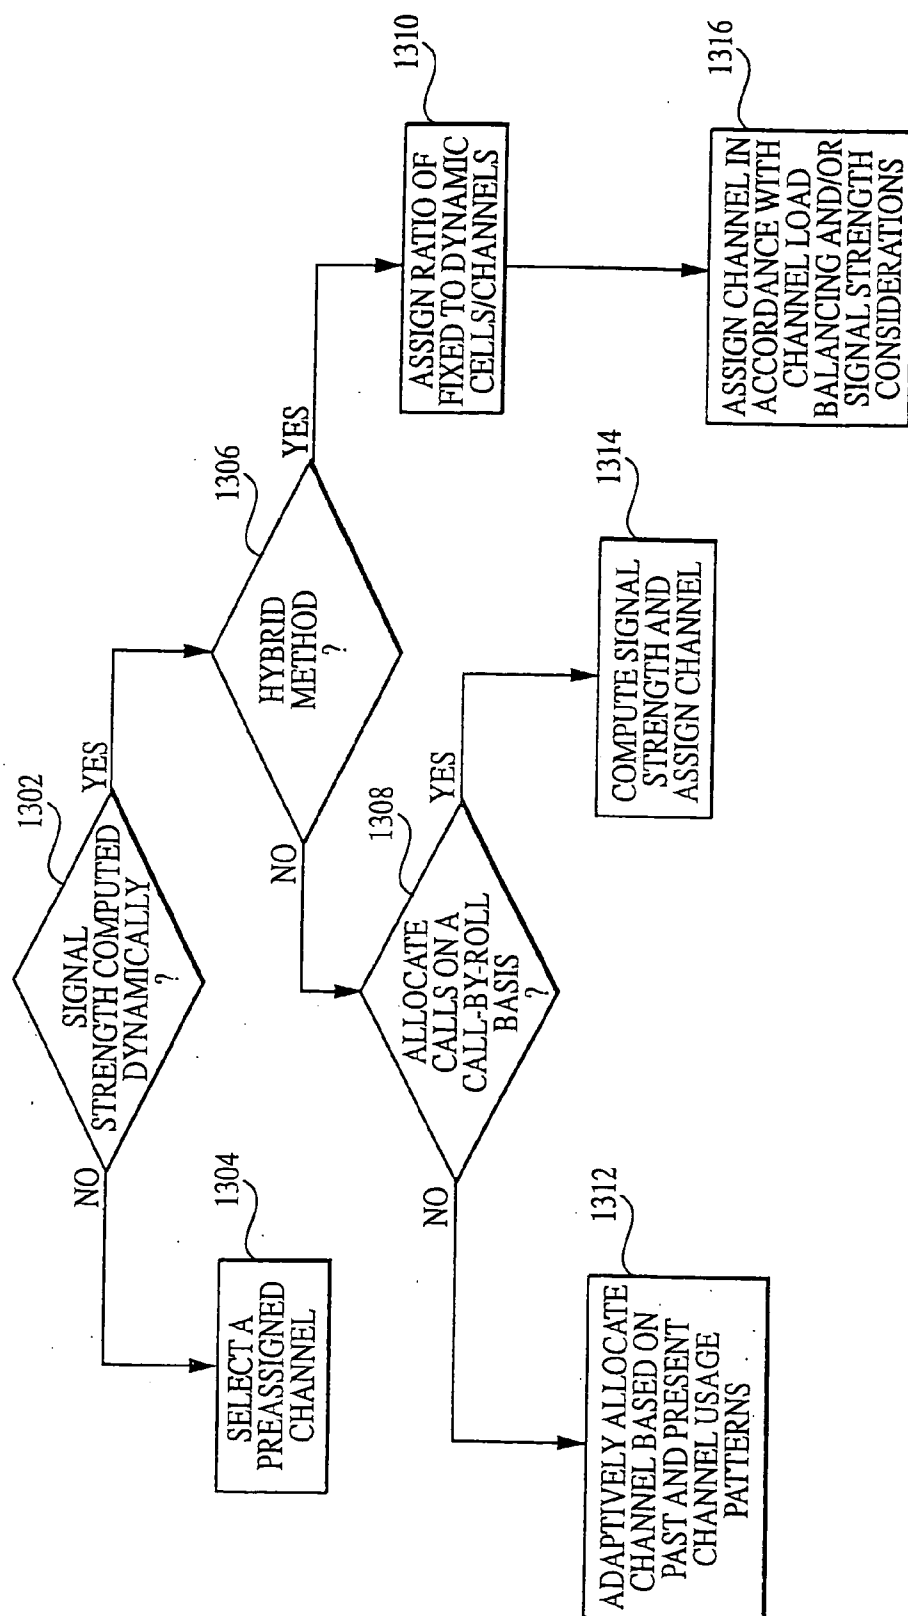 1302
SIGNAL
STRENGTH COMPUTED
DYNAMICALLY
?
NO
YES
1304
SELECT A
PREASSIGNED
CHANNEL
1306
HYBRID
METHOD
?
NO
YES
1308
ALLOCATE
CALLS ON A
CALL-BY-ROLL
BASIS
?
NO
YES
1310
ASSIGN RATIO OF
FIXED TO DYNAMIC
CELLS/CHANNELS
1312
ADAPTIVELY ALLOCATE
CHANNEL BASED ON
PAST AND PRESENT
CHANNEL USAGE
PATTERNS
1314
COMPUTE SIGNAL
STRENGTH AND
ASSIGN CHANNEL
1316
ASSIGN CHANNEL IN
ACCORDANCE WITH
CHANNEL LOAD
BALANCING AND/OR
SIGNAL STRENGTH
CONSIDERATIONS